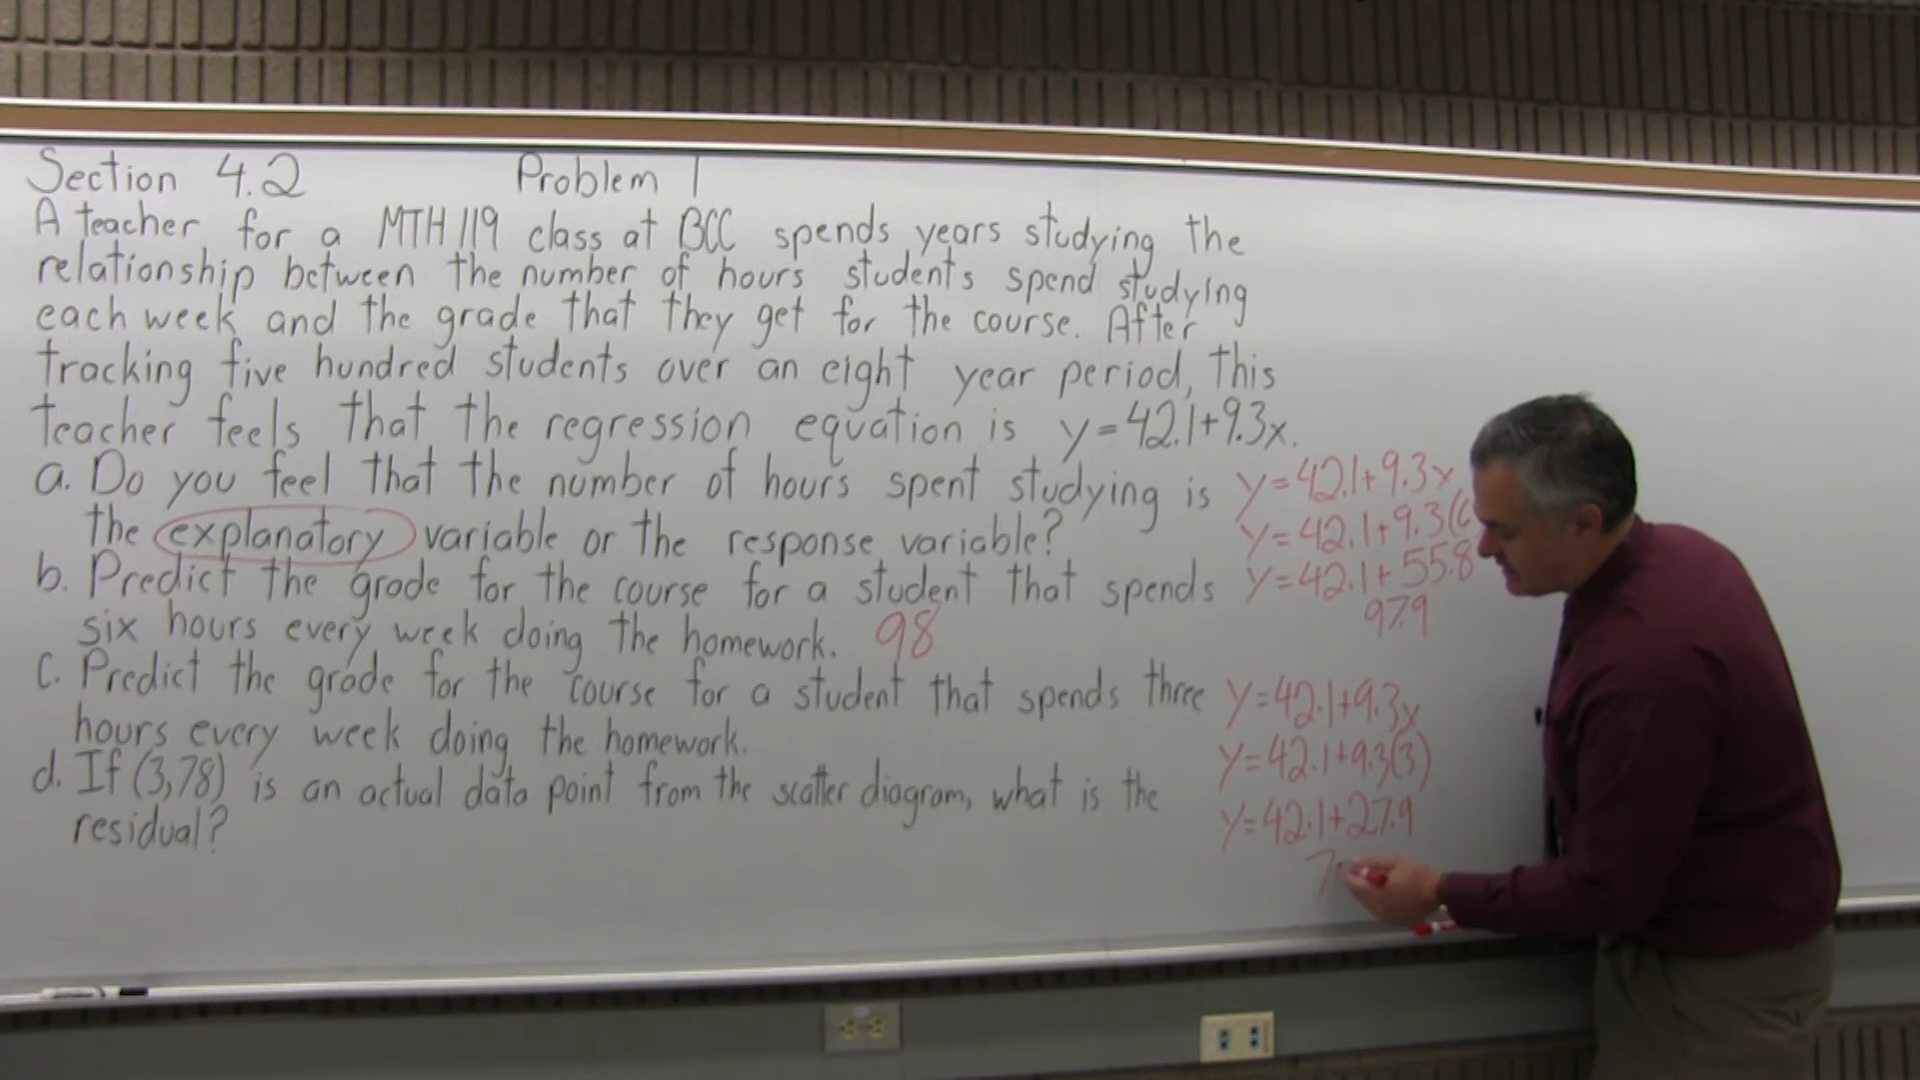 Section 4.2 Problem 1
A teacher for a MTH 119 class at BCC spends years studying the
relationship between the number of hours students spend studying
each week and the grade that they get for the course. After
tracking five hundred students over an eight year period, this
teacher feels that the regression equation is y=42.1+9.3x.
a. Do you feel that the number of hours spent studying is
the explanatory variable or the response variable?
b. Predict the grade for the course for a student that spends
six hours every week doing the homework. 98
c. Predict the grade for the course for a student that spends three
hours every week doing the homework.
d. If (3,78) is an actual data point from the scatter diagram, what is the
residual?
y=42.1+9.3x
y=42.1+9.3(
y=42.1+55.8
97.9
y=42.1+9.3x
y=42.1+9.3(3)
y=42.1+27.9
7